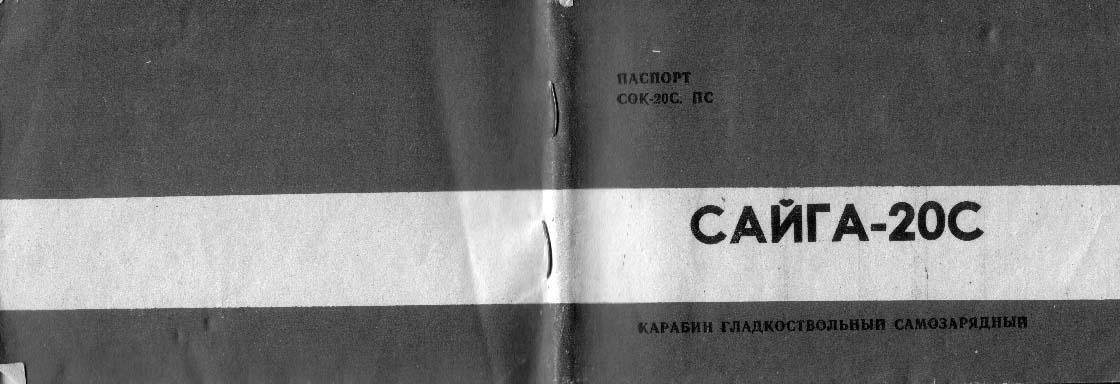 ПАСПОРТ
СОК-20С. ПС
САЙГА-20С
КАРАБИН ГЛАДКОСТВОЛЬНЫЙ САМОЗАРЯДНЫЙ